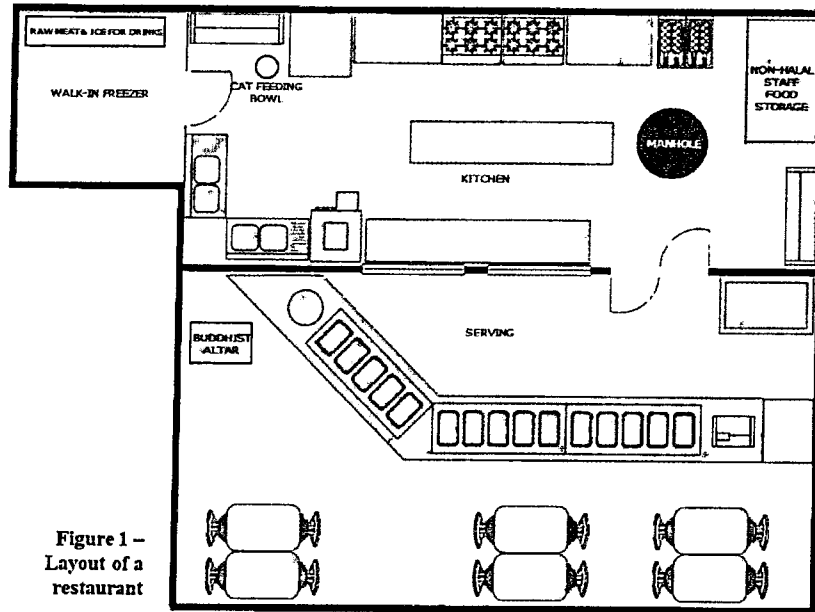 RAW MEAT & ICE FOR DRINKS
WALK-IN FREEZER
CAT FEEDING
BOWL
NON-HALAL
STAFF
FOOD
STORAGE
MANHOLE
KITCHEN
SERVING
BUDDHIST
ALTAR
Figure 1 –
Layout of a
restaurant